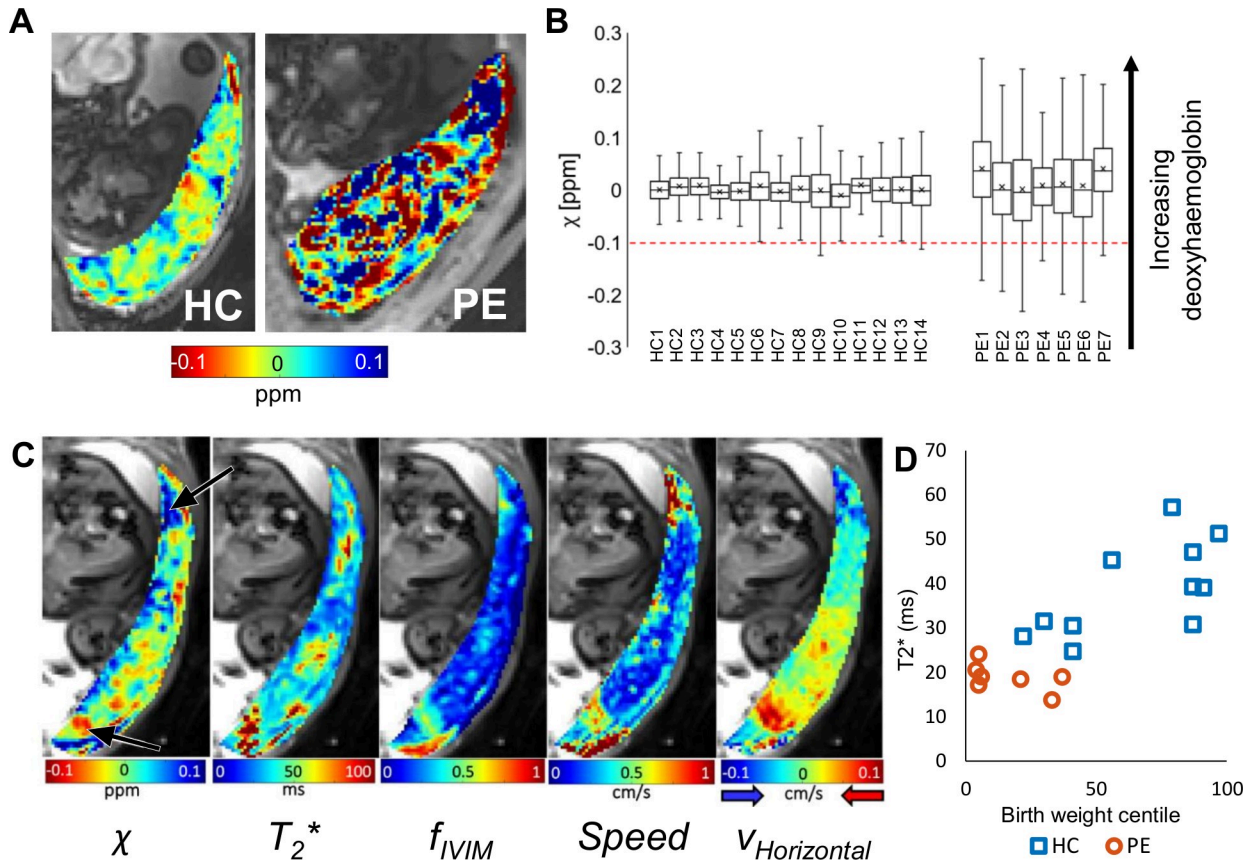 A
HC
PE
-0.1 0 0.1
ppm
B
χ [ppm]
0.3
0.2
0.1
0
-0.1
-0.2
-0.3
HC1
HC2
HC3
HC4
HC5
HC6
HC7
HC8
HC9
HC10
HC11
HC12
HC13
HC14
PE1
PE2
PE3
PE4
PE5
PE6
PE7
Increasing
deoxyhaemoglobin
C
-0.1 0 0.1
ppm
χ
0 50 100
ms
T2*
0 0.5 1
fIVIM
0 0.5 1
cm/s
Speed
-0.1 0 0.1
cm/s
vHorizontal
D
T2* (ms)
70
60
50
40
30
20
10
0
0 50 100
Birth weight centile
HC PE